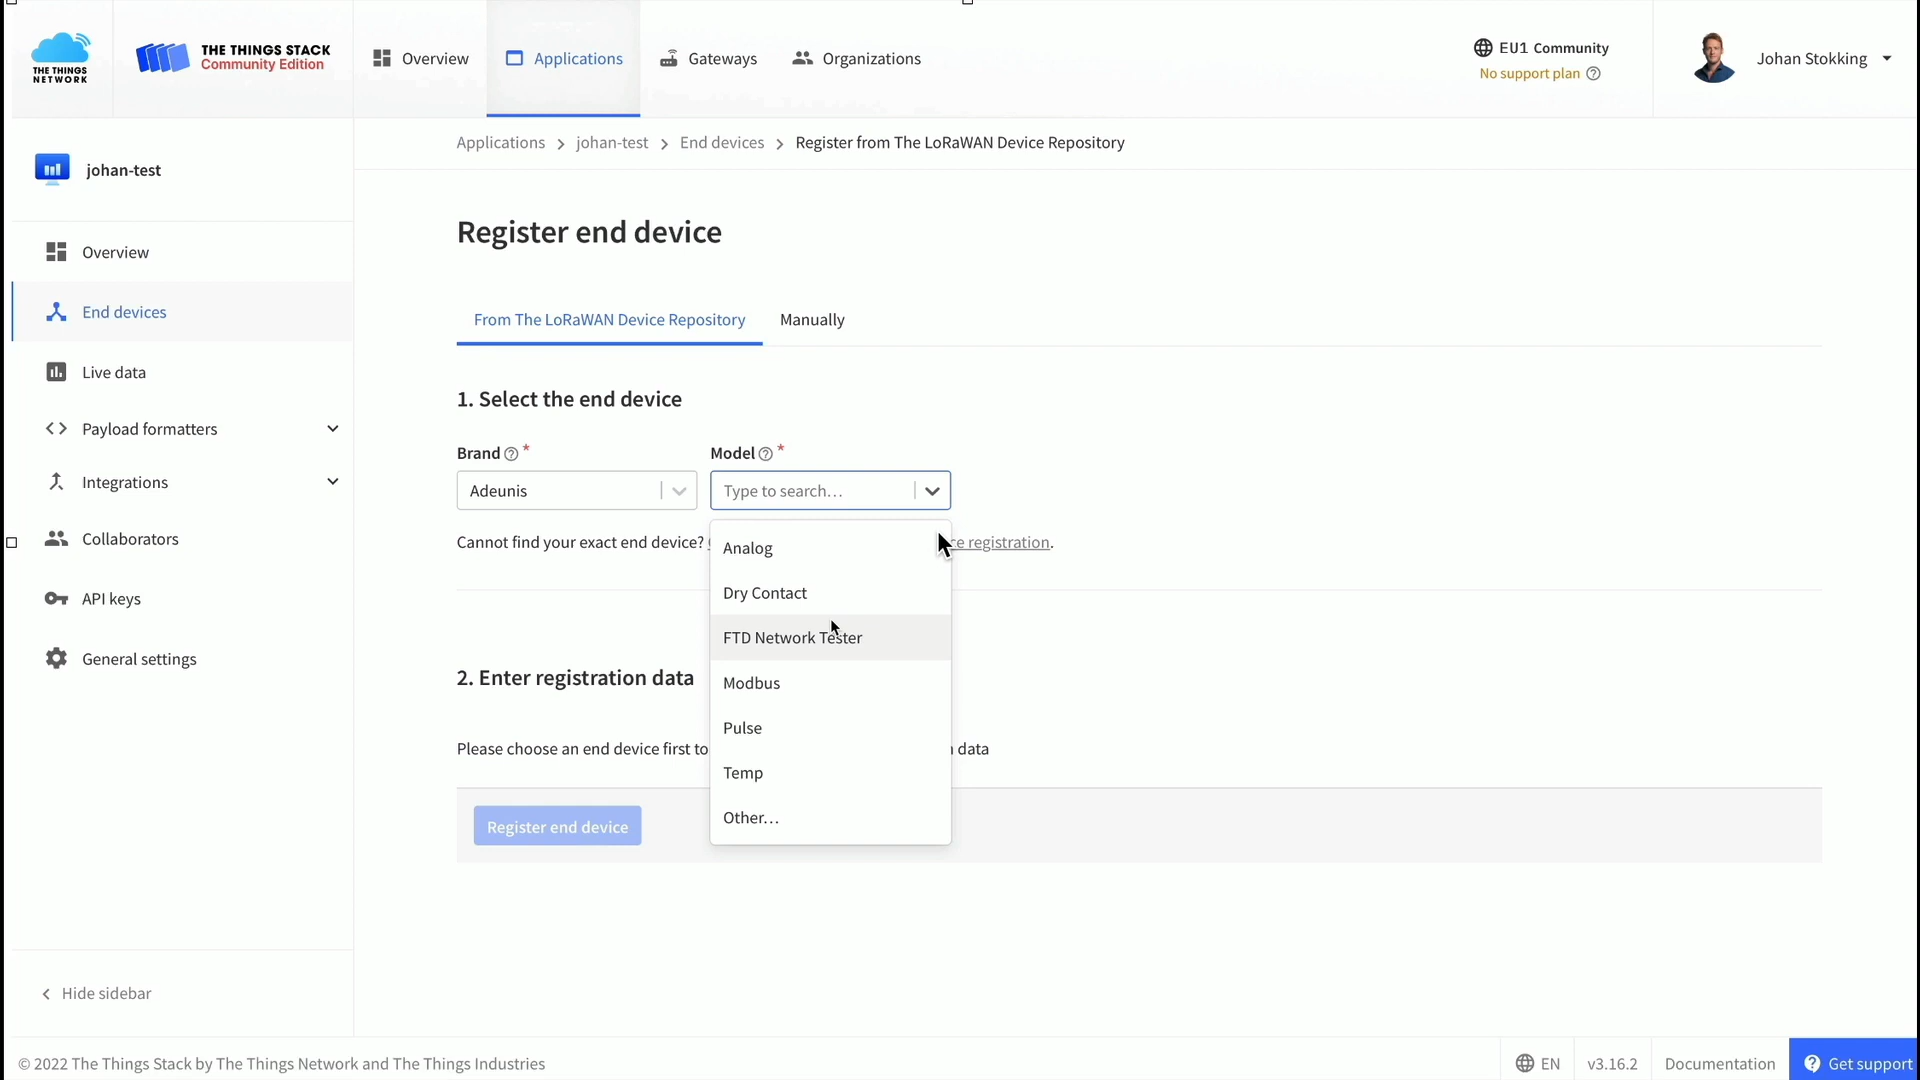 THE THINGS
NETWORK
THE THINGS STACK
Community Edition
Overview
Applications
Gateways
Organizations
EU1 Community
No support plan
Johan Stokking
Applications > johan-test > End devices > Register from The LoRaWAN Device Repository
johan-test
Overview
End devices
Live data
Payload formatters
Integrations
Collaborators
API keys
General settings
Hide sidebar
Register end device
From The LoRaWAN Device Repository
Manually
1. Select the end device
Brand *
Model *
Adeunis
Type to search...
Cannot find your exact end device?
registration.
Analog
Dry Contact
FTD Network Tester
Modbus
Pulse
Temp
Other...
2. Enter registration data
Please choose an end device first to
data
Register end device
© 2022 The Things Stack by The Things Network and The Things Industries
EN
v3.16.2
Documentation
Get support